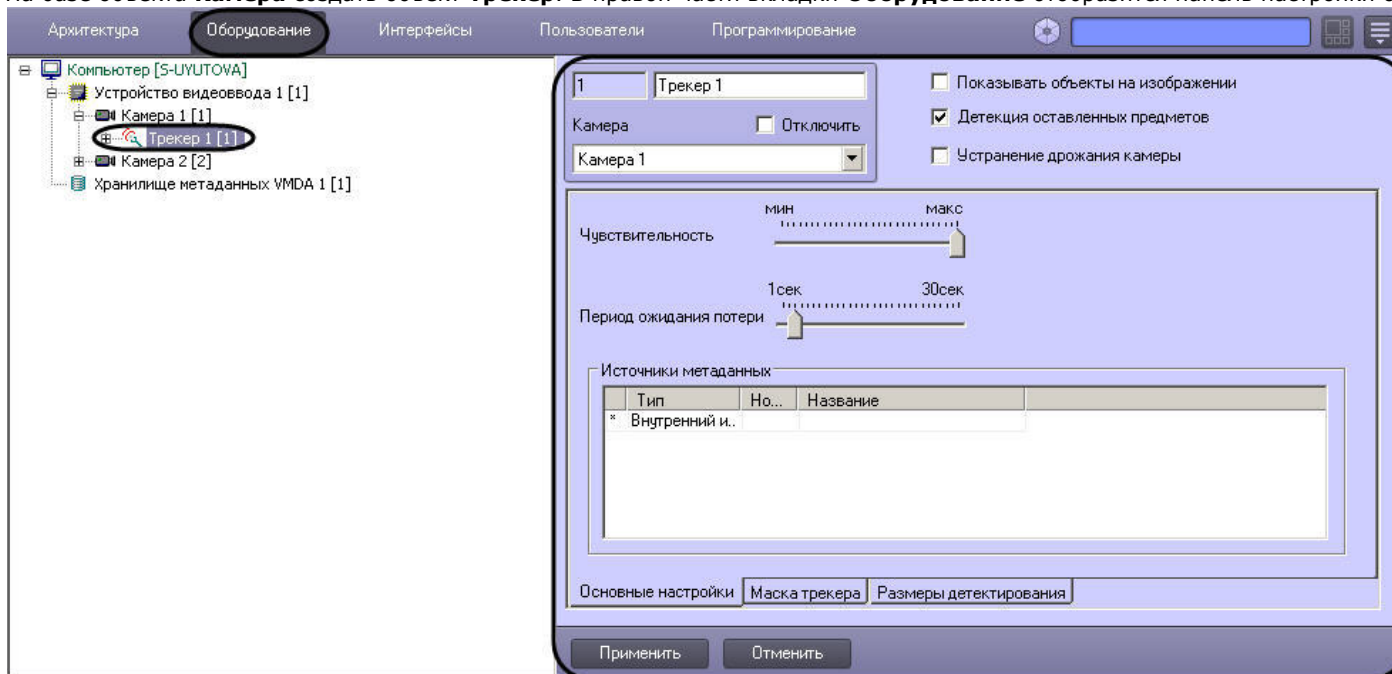 Архитектура Оборудование Интерфейсы Пользователи Программирование
Компьютер [S-UYUTOVA]
Устройство видеоввода 1 [1]
Камера 1 [1]
Трекер 1 [1]
Камера 2 [2]
Хранилище метаданных VMDA 1 [1]
1 Трекер 1
Камера Отключить
Камера 1
Показывать объекты на изображении
Детекция оставленных предметов
Устранение дрожания камеры
мин макс
Чувствительность
1сек 30сек
Период ожидания потери
Источники метаданных
Тип Но... Название
* Внутренний и..
Основные настройки Маска трекера Размеры детектирования
Применить Отменить